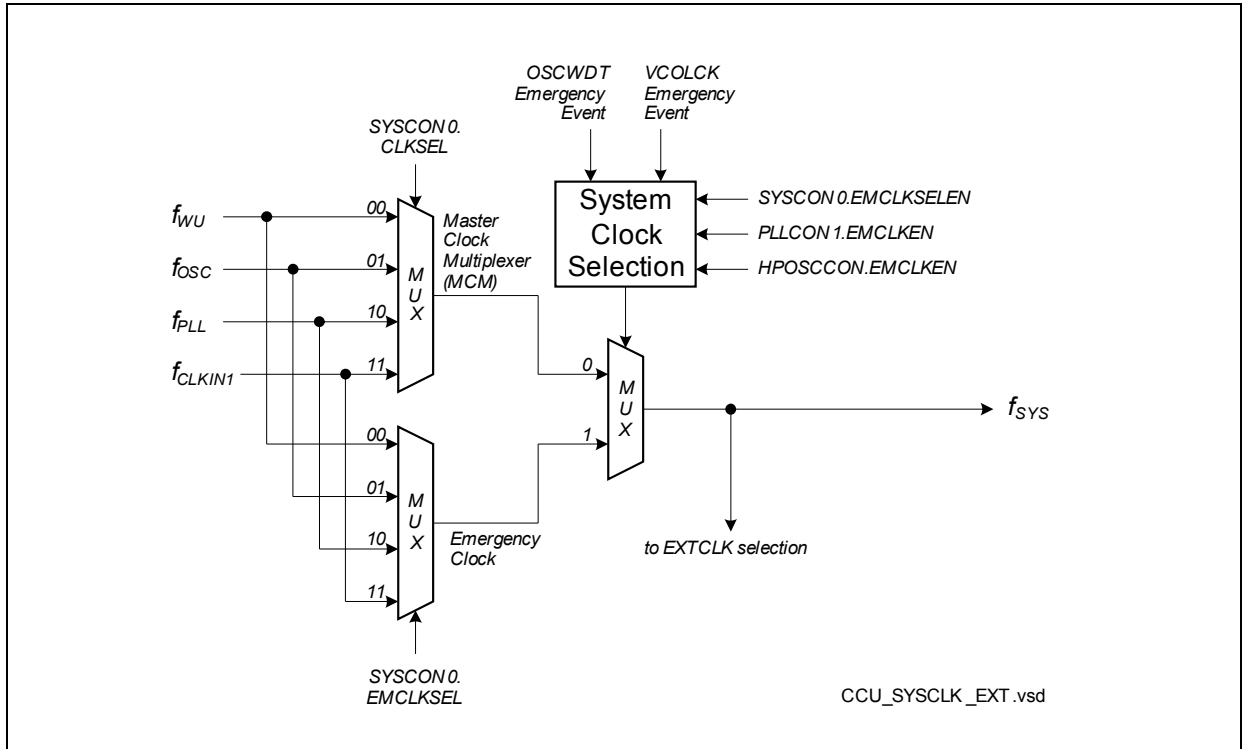 OSCWDT
Emergency
Event
VCOLCK
Emergency
Event
SYSCON 0.
CLKSEL
System
Clock
Selection
SYSCON 0.EMCLKSELEN
PLLCON 1.EMCLKEN
HPOSCCON.EMCLKEN
fWU
fOSC
fPLL
fCLKIN1
00
01
10
11
M
U
X
Master
Clock
Multiplexer
(MCM)
00
01
10
11
M
U
X
Emergency
Clock
0
1
M
U
X
fSYS
to EXTCLK selection
SYSCON 0.
EMCLKSEL
CCU_SYSCLK _EXT .vsd